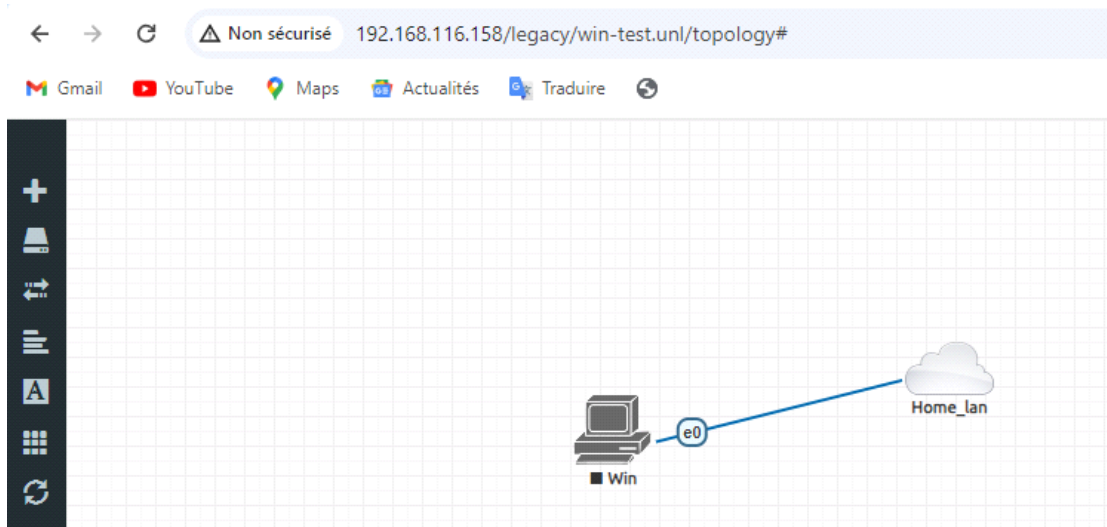 Non sécurisé 192.168.116.158/legacy/win-test.unl/topology#
Gmail YouTube Maps Actualités Traduire
A
e0
Home_lan
Win